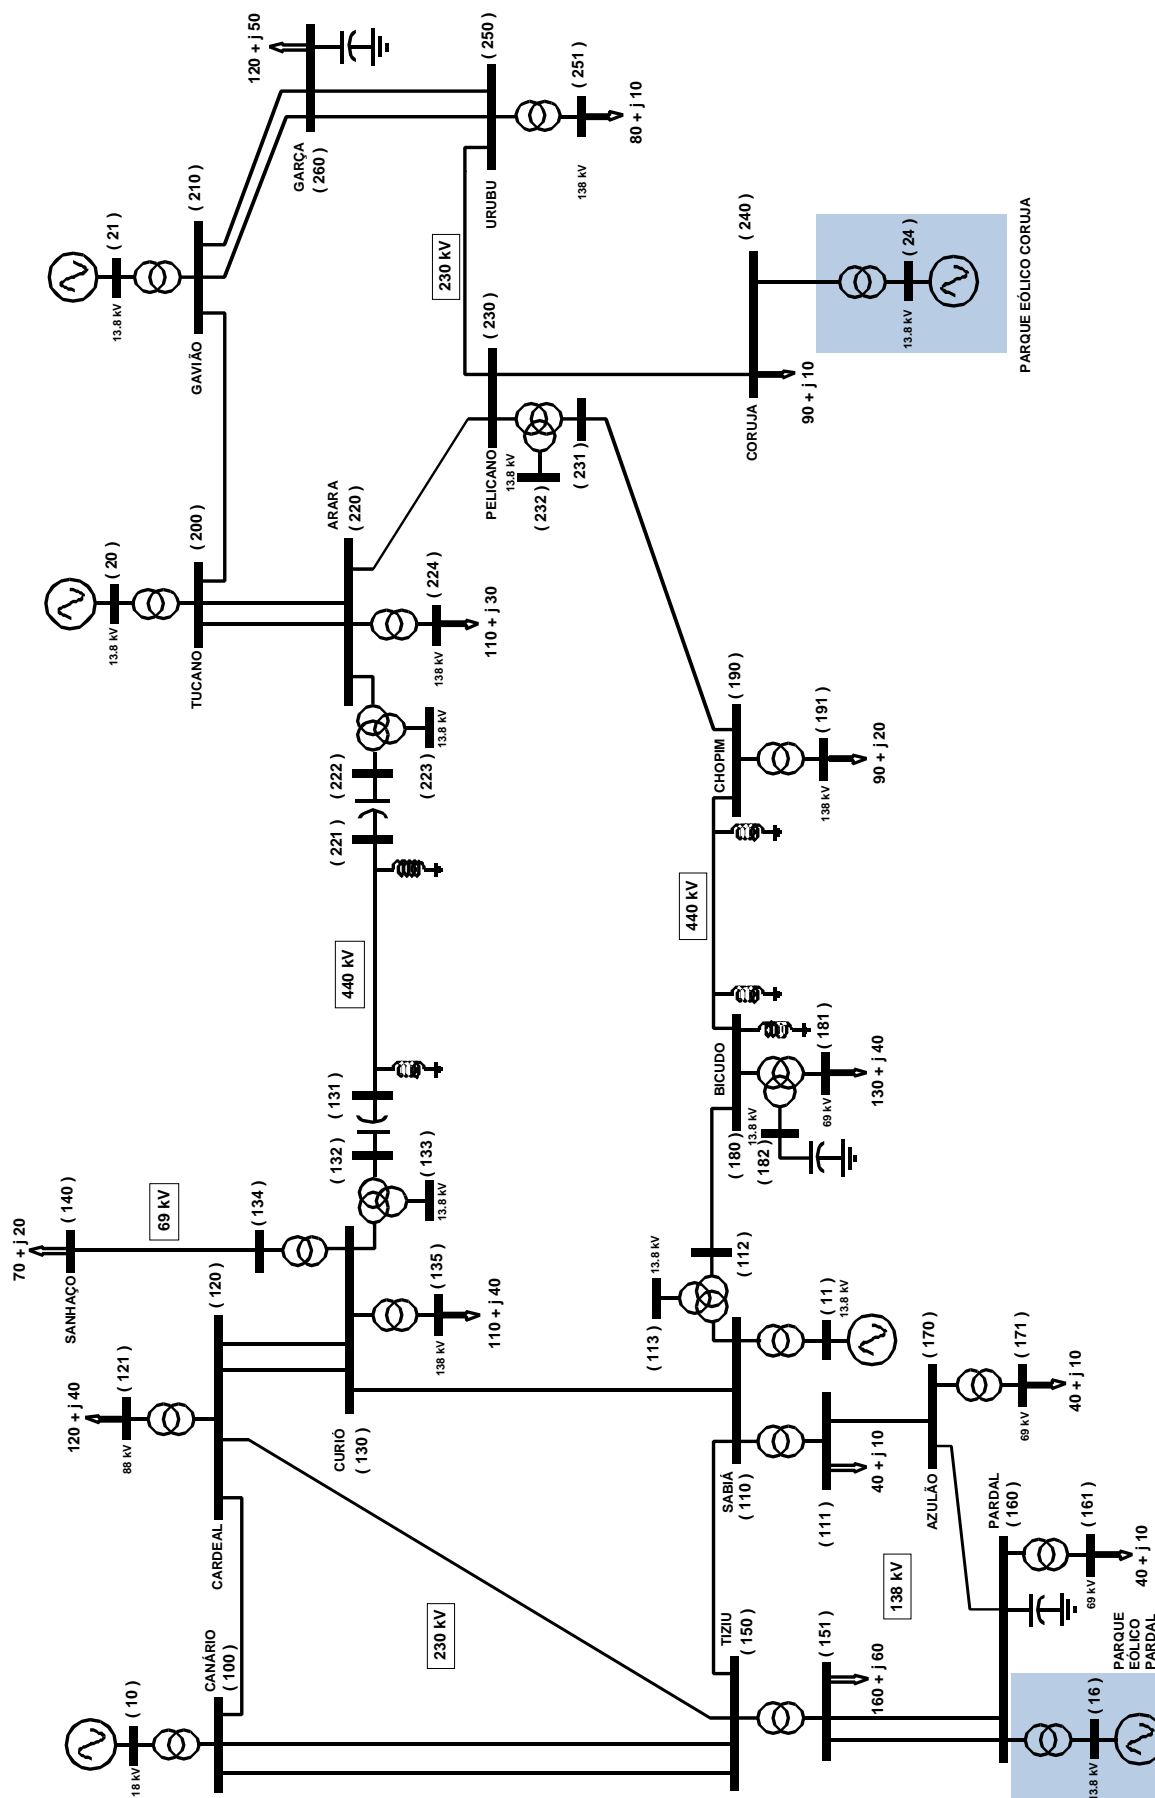 70 + j 20
SANHAÇO
( 140 )
69 kV
( 134 )
120 + j 40
88 kV
( 121 )
CARDEAL
( 120 )
18 kV
( 10 )
CANÁRIO
( 100 )
230 kV
CURIÓ
( 130 )
138 kV
( 135 )
110 + j 40
( 132 )
( 131 )
13.8 kV
( 133 )
440 kV
( 221 )
( 222 )
13.8 kV
( 223 )
ARARA
( 220 )
138 kV
( 224 )
110 + j 30
TUCANO
( 200 )
13.8 kV
( 20 )
GAVIÃO
( 210 )
13.8 kV
( 21 )
120 + j 50
GARÇA
( 260 )
URUBU
( 250 )
138 kV
( 251 )
80 + j 10
230 kV
PELICANO
( 230 )
13.8 kV
( 232 )
( 231 )
CORUJA
( 240 )
90 + j 10
13.8 kV
( 24 )
PARQUE EÓLICO CORUJA
CHOPIM
( 190 )
138 kV
( 191 )
90 + j 20
440 kV
BICUDO
( 180 )
13.8 kV
( 182 )
69 kV
( 181 )
130 + j 40
( 112 )
13.8 kV
( 113 )
SABIÁ
( 110 )
( 11 )
13.8 kV
( 111 )
40 + j 10
TIZIU
( 150 )
( 151 )
160 + j 60
138 kV
AZULÃO
( 170 )
69 kV
( 171 )
40 + j 10
PARDAL
( 160 )
69 kV
( 161 )
40 + j 10
13.8 kV
( 16 )
PARQUE
EÓLICO
PARDAL